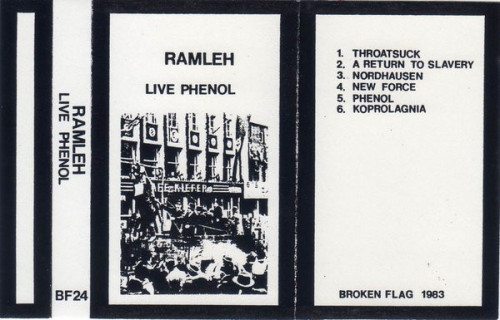 RAMLEH
LIVE PHENOL
BF24
RAMLEH
LIVE PHENOL
1. THROATSUCK
2. A RETURN TO SLAVERY
3. NORDHAUSEN
4. NEW FORCE
5. PHENOL
6. KOPROLAGNIA
BROKEN FLAG 1983